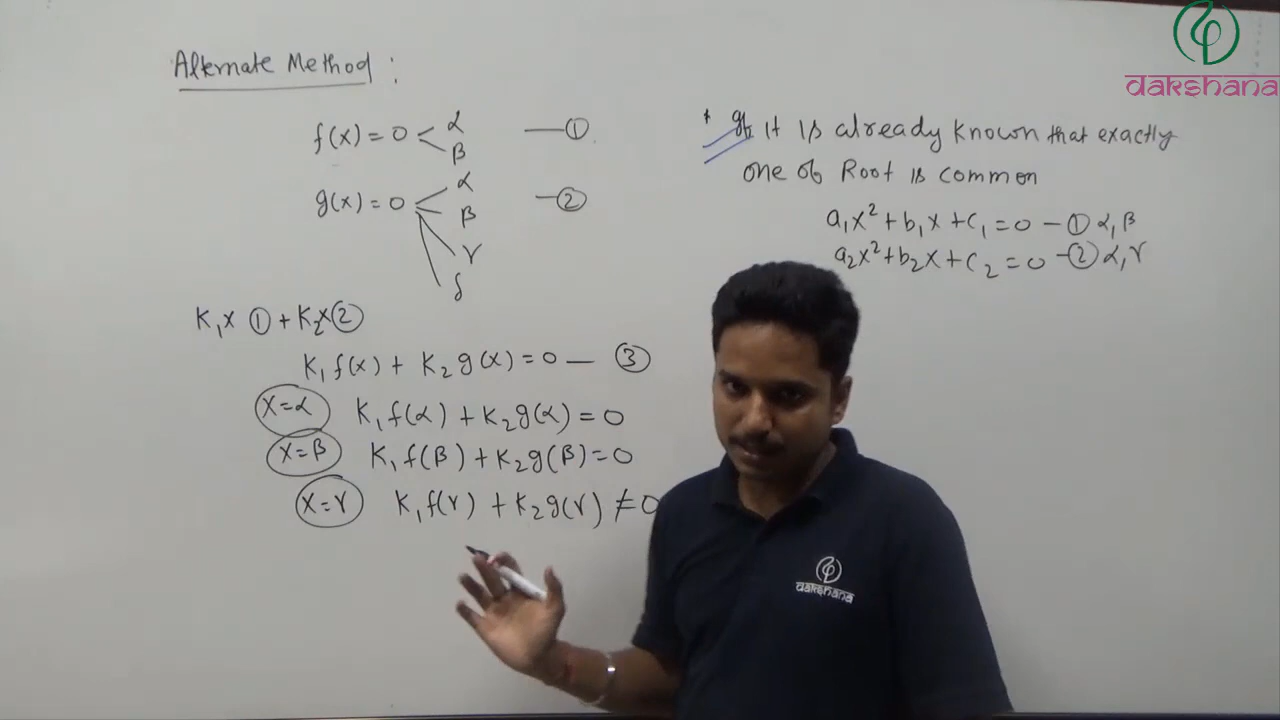 Alternate Method :
f(x) = 0 < α β — ①
g(x) = 0 < α β γ δ — ②
K₁× ① + K₂× ②
K₁ f(x) + K₂ g(x) = 0 — ③
x=α K₁ f(α) + K₂ g(α) = 0
x=β K₁ f(β) + K₂ g(β) = 0
x=γ K₁ f(γ) + K₂ g(γ) ≠ 0
* If it is already known that exactly
one of Root is common
a₁x² + b₁x + c₁ = 0 — ① α, β
a₂x² + b₂x + c₂ = 0 — ② α, γ
dakshana
dakshana